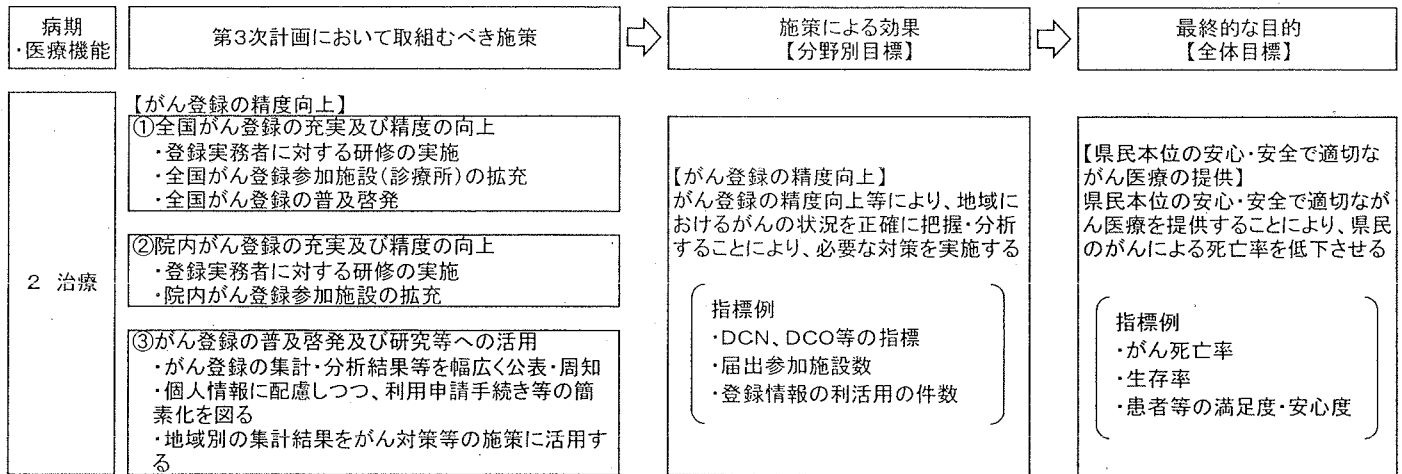 病期
・医療機能
第3次計画において取組むべき施策
施策による効果
【分野別目標】
最終的な目的
【全体目標】
2 治療
【がん登録の精度向上】
①全国がん登録の充実及び精度の向上
・登録実務者に対する研修の実施
・全国がん登録参加施設(診療所)の拡充
・全国がん登録の普及啓発
②院内がん登録の充実及び精度の向上
・登録実務者に対する研修の実施
・院内がん登録参加施設の拡充
③がん登録の普及啓発及び研究等への活用
・がん登録の集計・分析結果等を幅広く公表・周知
・個人情報に配慮しつつ、利用申請手続き等の簡
素化を図る
・地域別の集計結果をがん対策等の施策に活用す
る
【がん登録の精度向上】
がん登録の精度向上等により、地域に
おけるがんの状況を正確に把握・分析
することにより、必要な対策を実施する
指標例
・DCN、DCO等の指標
・届出参加施設数
・登録情報の利活用の件数
【県民本位の安心・安全で適切な
がん医療の提供】
県民本位の安心・安全で適切なが
ん医療を提供することにより、県民
のがんによる死亡率を低下させる
指標例
・がん死亡率
・生存率
・患者等の満足度・安心度